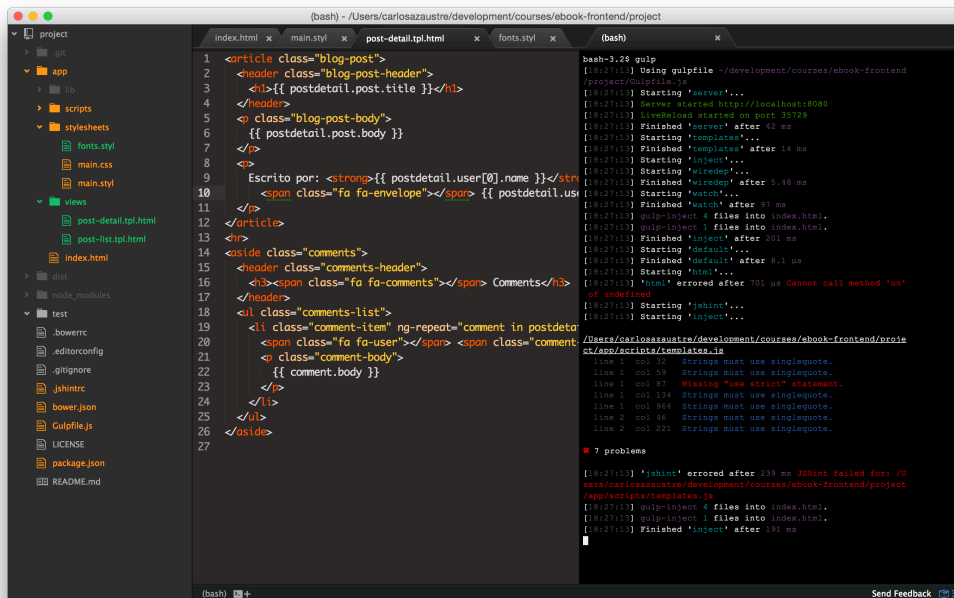 (bash) - /Users/carlosazaustre/development/courses/ebook-frontend/project
project
.git
app
lib
scripts
stylesheets
fonts.styl
main.css
main.styl
views
post-detail.tpl.html
post-list.tpl.html
index.html
dist
node_modules
test
.bowerrc
.editorconfig
.gitignore
.jshintrc
bower.json
Gulpfile.js
LICENSE
package.json
README.md
index.html
main.styl
post-detail.tpl.html
fonts.styl
(bash)
1 <article class="blog-post">
2 <header class="blog-post-header">
3 <h1>{{ postdetail.post.title }}</h1>
4 </header>
5 <p class="blog-post-body">
6 {{ postdetail.post.body }}
7 </p>
8 <p>
9 Escrito por: <strong>{{ postdetail.user[0].name }}</stro
10 <span class="fa fa-envelope"></span> {{ postdetail.use
11 </p>
12 </article>
13 <hr>
14 <aside class="comments">
15 <header class="comments-header">
16 <h3><span class="fa fa-comments"></span> Comments</h3>
17 </header>
18 <ul class="comments-list">
19 <li class="comment-item" ng-repeat="comment in postdeta
20 <span class="fa fa-user"></span> <span class="comment-
21 <p class="comment-body">
22 {{ comment.body }}
23 </p>
24 </li>
25 </ul>
26 </aside>
27
bash-3.2$ gulp
[18:27:13] Using gulpfile ~/development/courses/ebook-frontend
/project/Gulpfile.js
[18:27:13] Starting 'server'...
[18:27:13] Server started http://localhost:8080
[18:27:13] LiveReload started on port 35729
[18:27:13] Finished 'server' after 42 ms
[18:27:13] Starting 'templates'...
[18:27:13] Finished 'templates' after 14 ms
[18:27:13] Starting 'inject'...
[18:27:13] Starting 'wiredep'...
[18:27:13] Finished 'wiredep' after 5.48 ms
[18:27:13] Starting 'watch'...
[18:27:13] Finished 'watch' after 97 ms
[18:27:13] gulp-inject 4 files into index.html.
[18:27:13] gulp-inject 1 files into index.html.
[18:27:13] Finished 'inject' after 201 ms
[18:27:13] Starting 'default'...
[18:27:13] Finished 'default' after 8.1 μs
[18:27:13] Starting 'html'...
[18:27:13] 'html' errored after 701 μs Cannot call method 'on'
of undefined
[18:27:13] Starting 'jshint'...
[18:27:13] Starting 'inject'...
/Users/carlosazaustre/development/courses/ebook-frontend/proje
ct/app/scripts/templates.js
line 1 col 32 Strings must use singlequote.
line 1 col 59 Strings must use singlequote.
line 1 col 87 Missing "use strict" statement.
line 1 col 134 Strings must use singlequote.
line 1 col 964 Strings must use singlequote.
line 2 col 46 Strings must use singlequote.
line 2 col 221 Strings must use singlequote.
✖ 7 problems
[18:27:13] 'jshint' errored after 239 ms JSHint failed for: /U
sers/carlosazaustre/development/courses/ebook-frontend/project
/app/scripts/templates.js
[18:27:13] gulp-inject 4 files into index.html.
[18:27:13] gulp-inject 1 files into index.html.
[18:27:13] Finished 'inject' after 191 ms
(bash)
Send Feedback